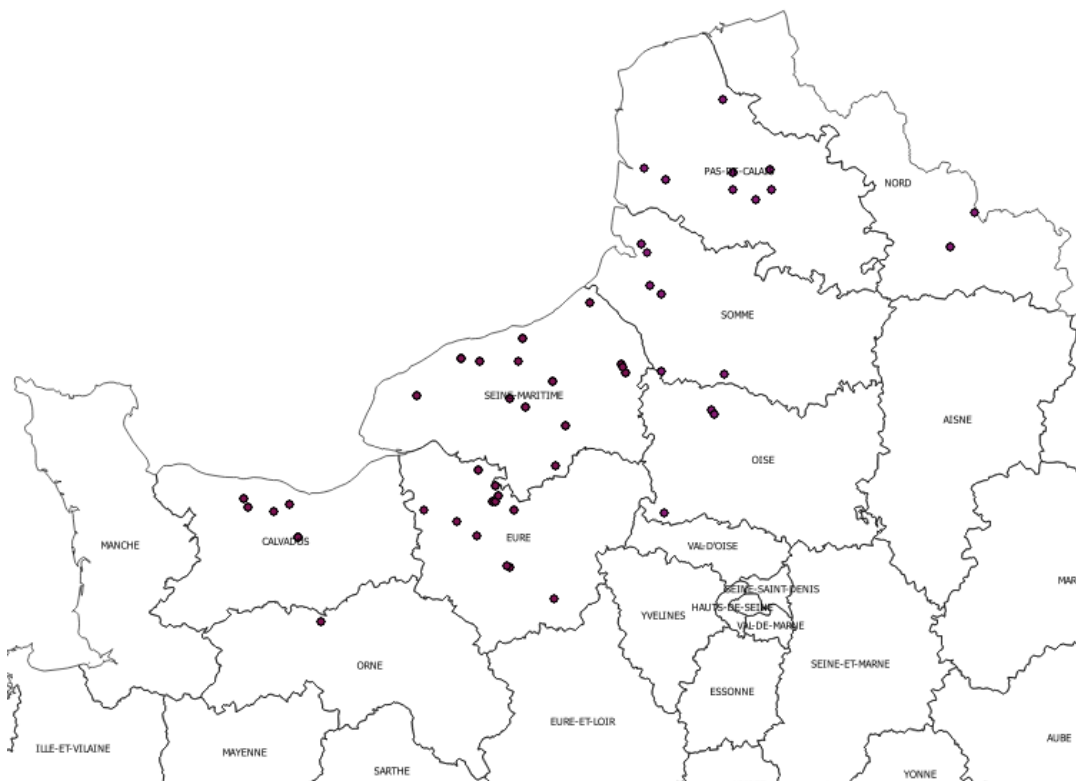 PAS-DE-CALAIS
NORD
SOMME
SEINE-MARITIME
AISNE
OISE
MANCHE
CALVADOS
EURE
VAL-D'OISE
SEINE-SAINT-DENIS
MAR
HAUTS-DE-SEINE
YVELINES
VAL-DE-MARNE
ORNE
SEINE-ET-MARNE
ESSONNE
EURE-ET-LOIR
AUBE
ILLE-ET-VILAINE
MAYENNE
SARTHE
YONNE